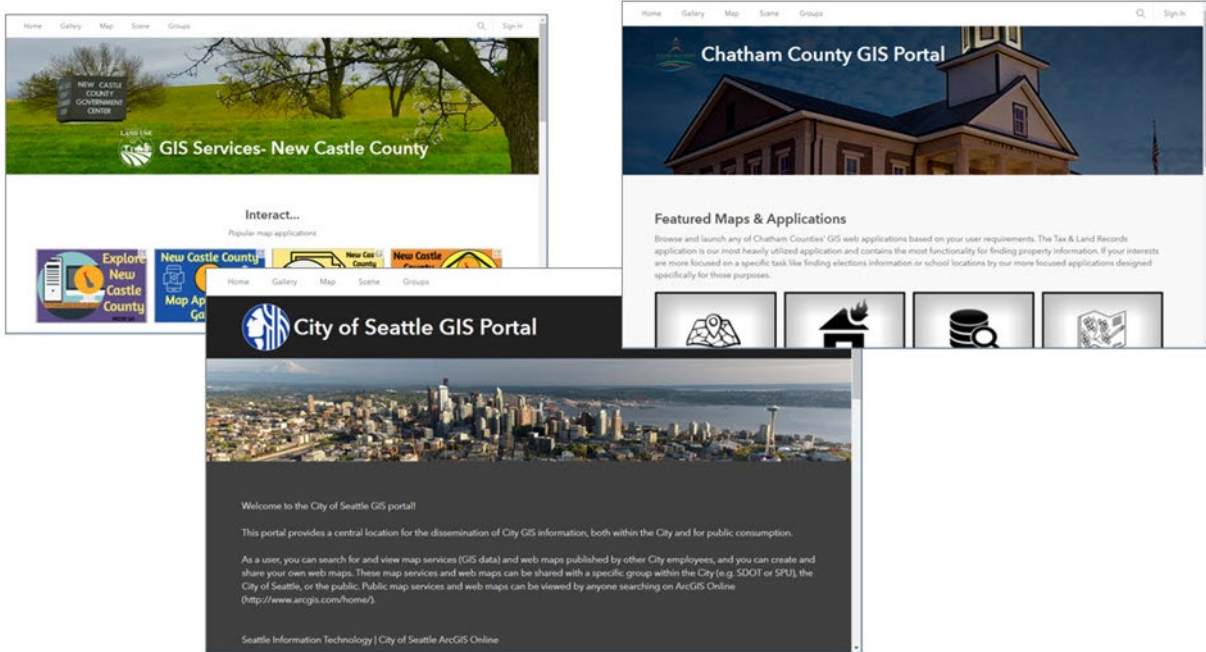 Home Gallery Map Scene Groups Sign In
NEW CASTLE
COUNTY
GOVERNMENT
CENTER
LAND USE
GIS Services- New Castle County
Interact...
Popular map applications
Explore
New
Castle
County
New Castle County
Map Ap
Ga
New Cas
County
New Castle
County
Home Gallery Map Scene Groups Sign In
Chatham County GIS Portal
Featured Maps & Applications
Browse and launch any of Chatham Counties' GIS web applications based on your user requirements. The Tax & Land Records
application is our most heavily utilized application and contains the most functionality for finding property information. If your interests
are more focused on a specific task like finding elections information or school locations try our more focused applications designed
specifically for those purposes.
Home Gallery Map Scene Groups
City of Seattle GIS Portal
Welcome to the City of Seattle GIS portal!
This portal provides a central location for the dissemination of City GIS information, both within the City and for public consumption.
As a user, you can search for and view map services (GIS data) and web maps published by other City employees, and you can create and
share your own web maps. These map services and web maps can be shared with a specific group within the City (e.g. SDOT or SPU), the
City of Seattle, or the public. Public map services and web maps can be viewed by anyone searching on ArcGIS Online
(http://www.arcgis.com/home/).
Seattle Information Technology | City of Seattle ArcGIS Online